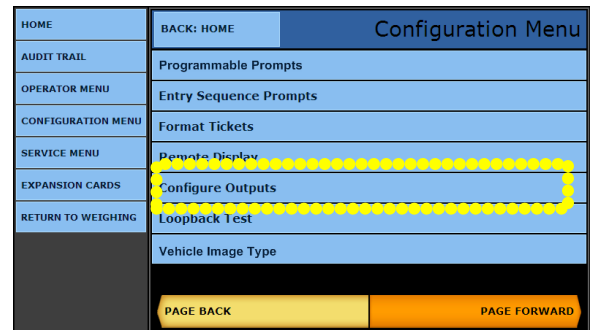 HOME
AUDIT TRAIL
OPERATOR MENU
CONFIGURATION MENU
SERVICE MENU
EXPANSION CARDS
RETURN TO WEIGHING
BACK: HOME
Configuration Menu
Programmable Prompts
Entry Sequence Prompts
Format Tickets
Remote Display
Configure Outputs
Loopback Test
Vehicle Image Type
PAGE BACK
PAGE FORWARD